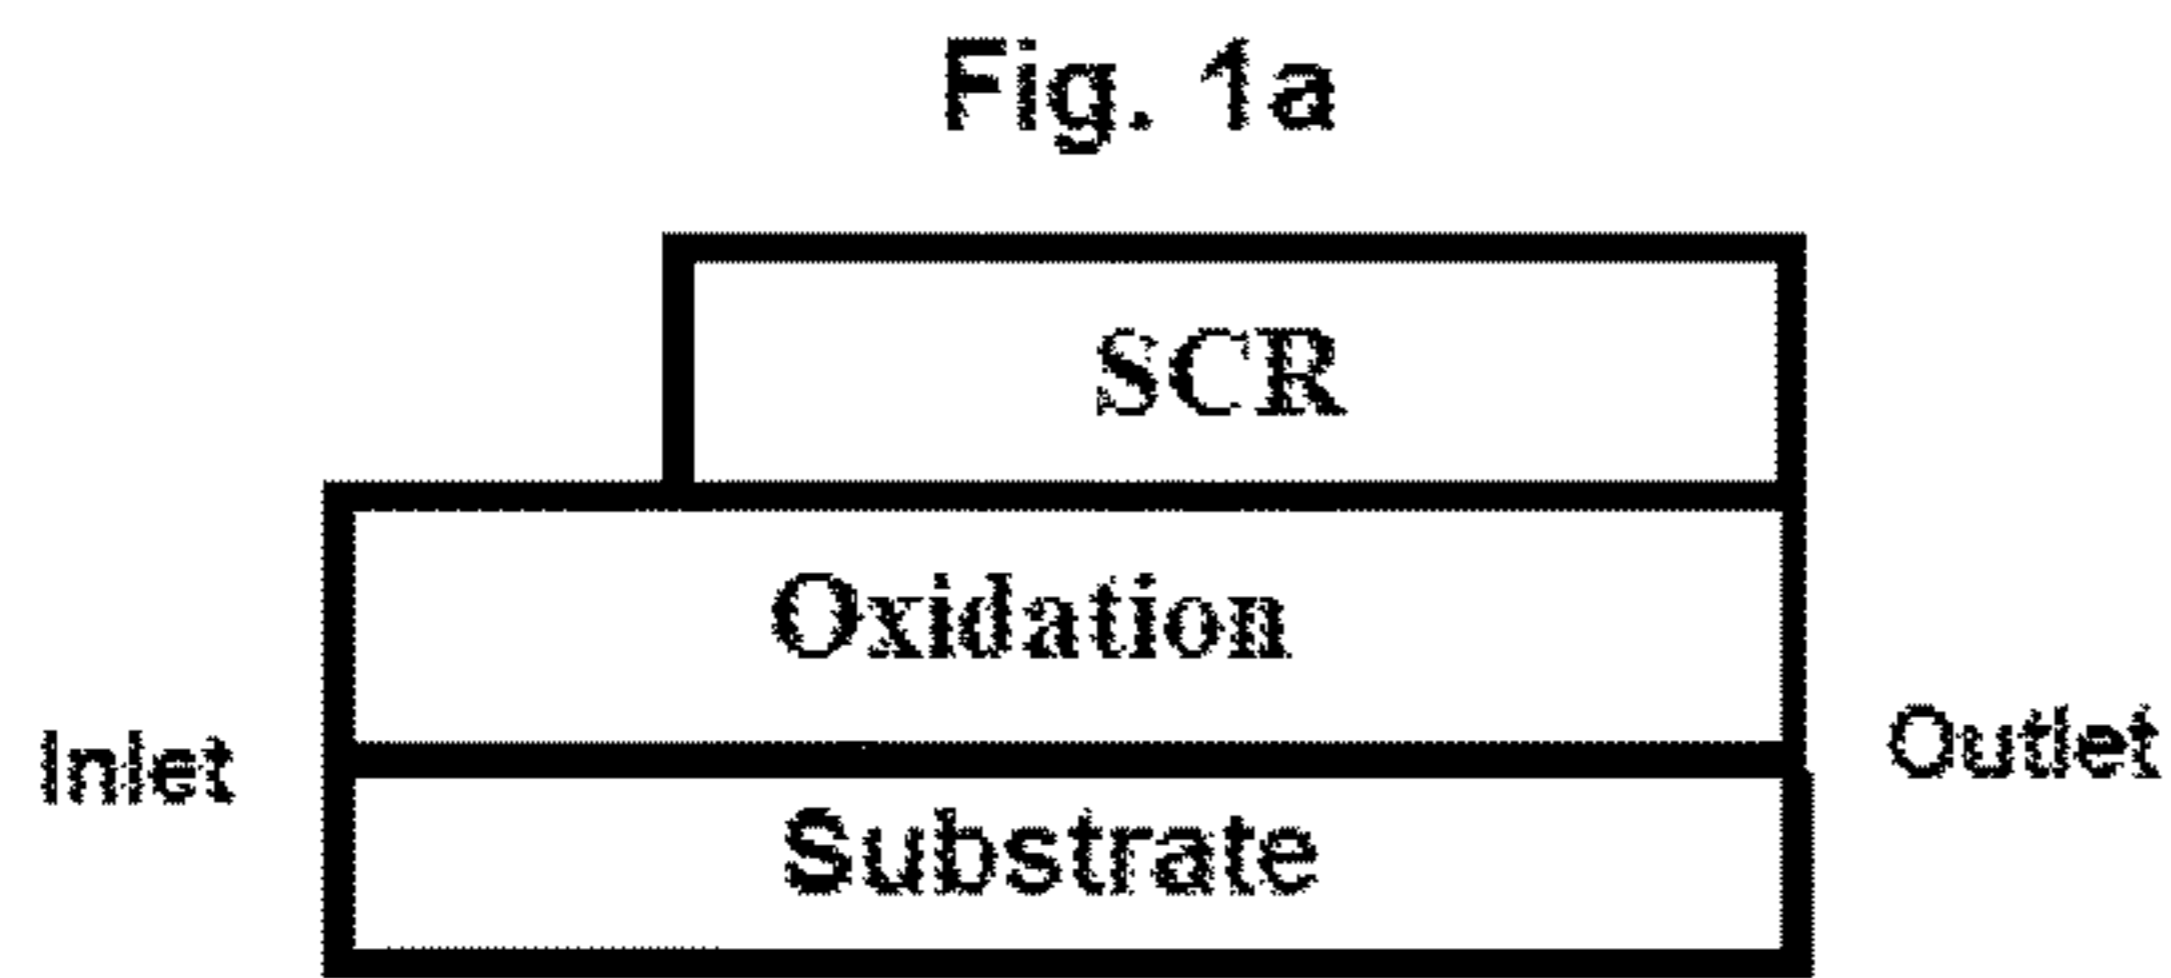 Fig. 1a
SCR
Oxidation
Inlet
Outlet
Substrate